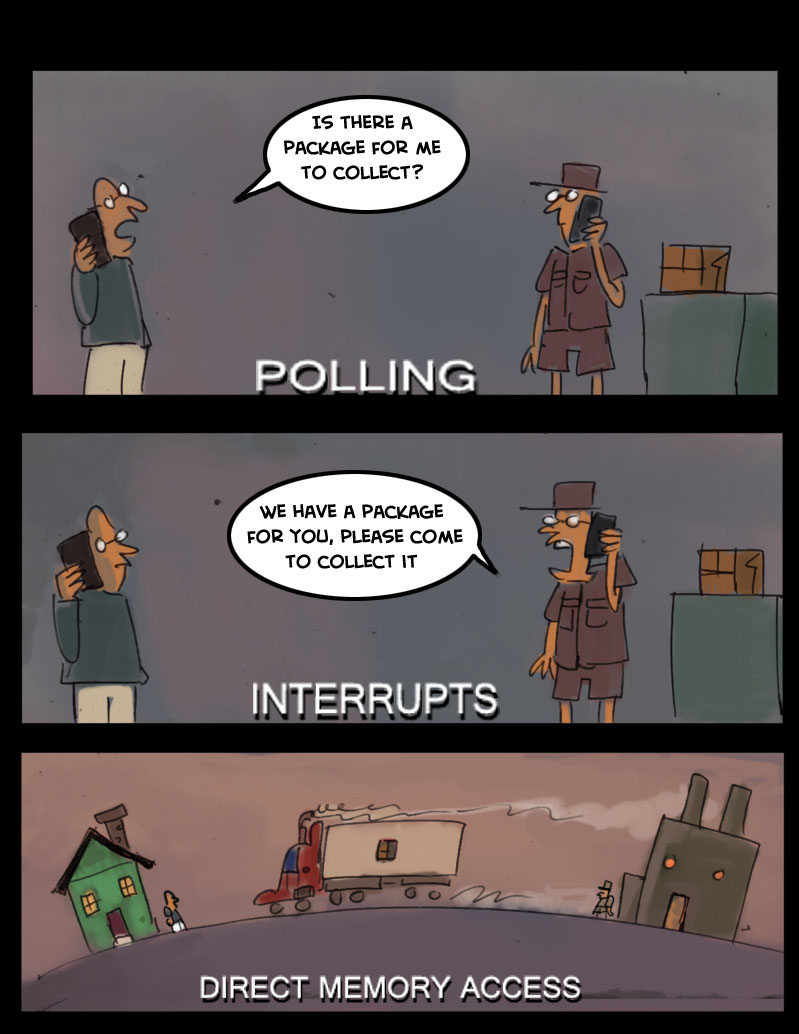 IS THERE A
PACKAGE FOR ME
TO COLLECT?
POLLING
WE HAVE A PACKAGE
FOR YOU, PLEASE COME
TO COLLECT IT
INTERRUPTS
DIRECT MEMORY ACCESS